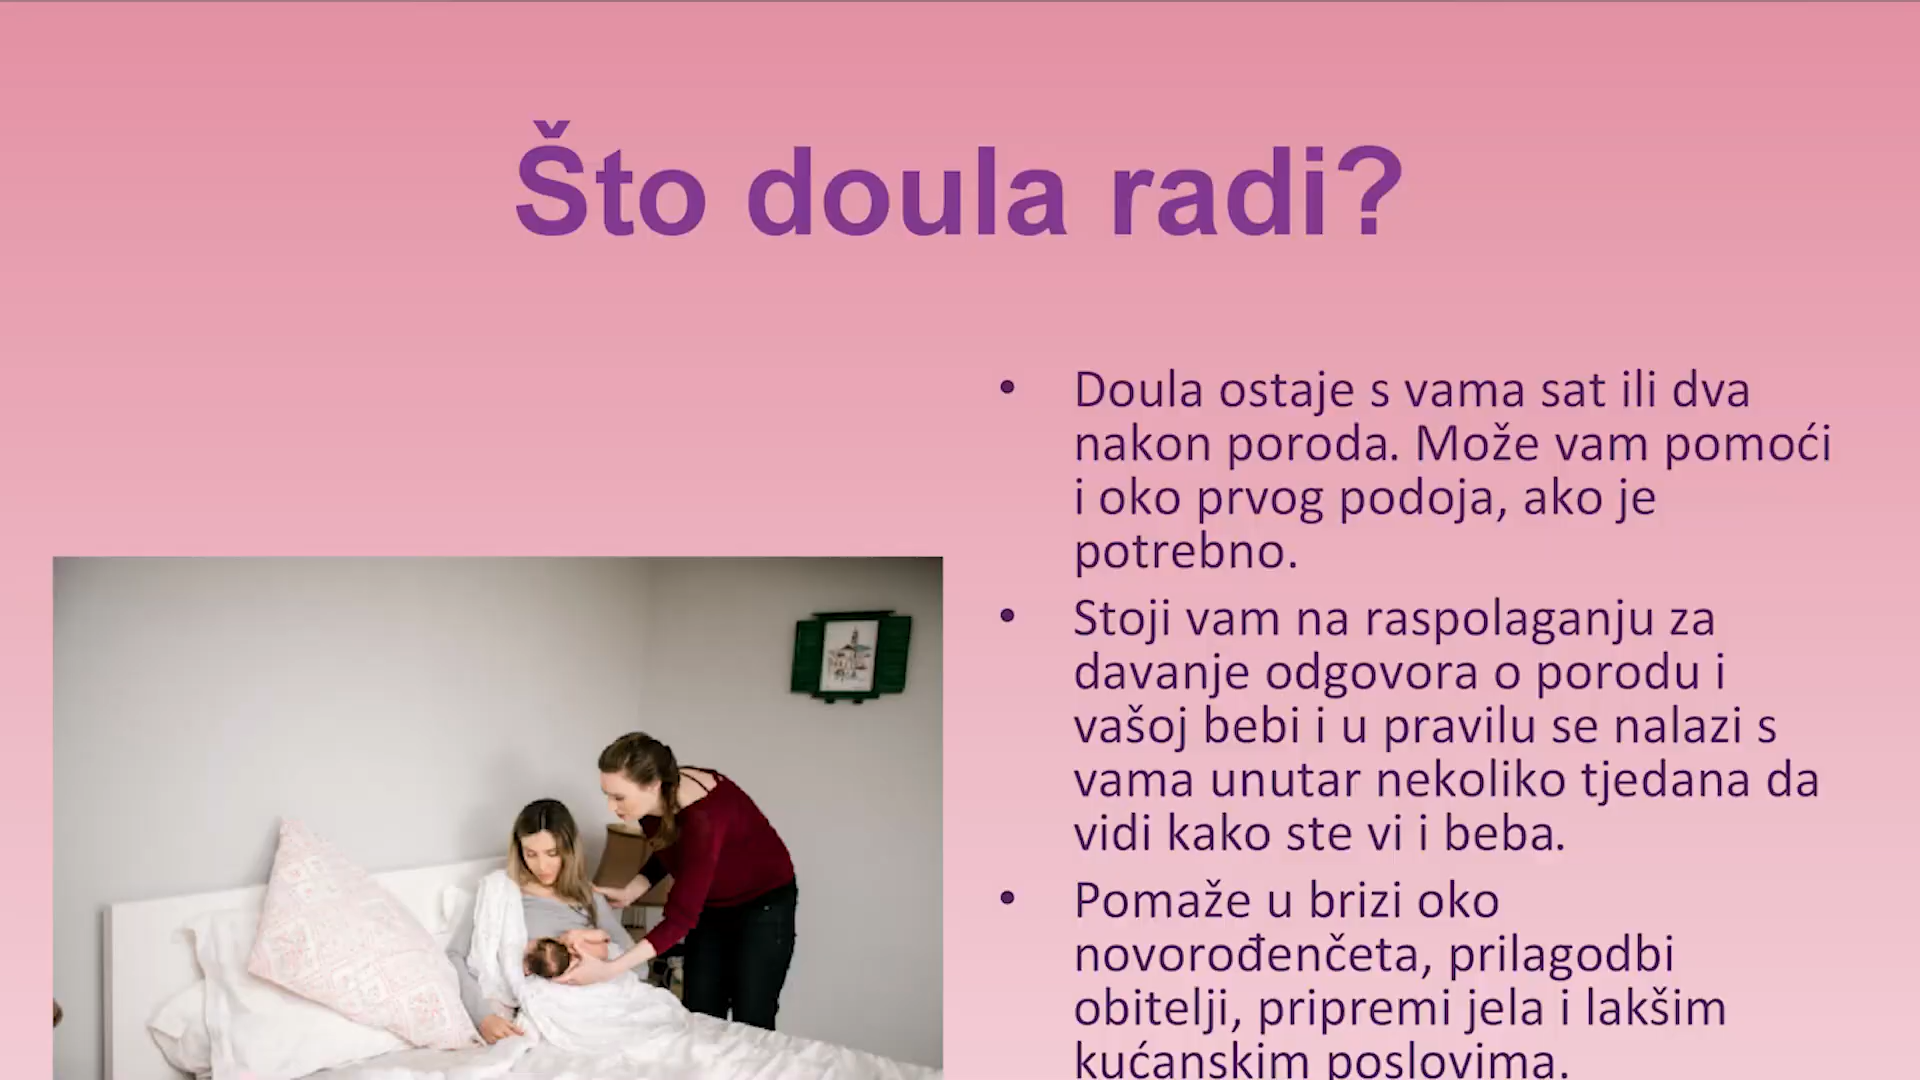 Što doula radi?
• Doula ostaje s vama sat ili dva
nakon poroda. Može vam pomoći
i oko prvog podoja, ako je
potrebno.
• Stoji vam na raspolaganju za
davanje odgovora o porodu i
vašoj bebi i u pravilu se nalazi s
vama unutar nekoliko tjedana da
vidi kako ste vi i beba.
• Pomaže u brizi oko
novorođenčeta, prilagodbi
obitelji, pripremi jela i lakšim
kućanskim poslovima.